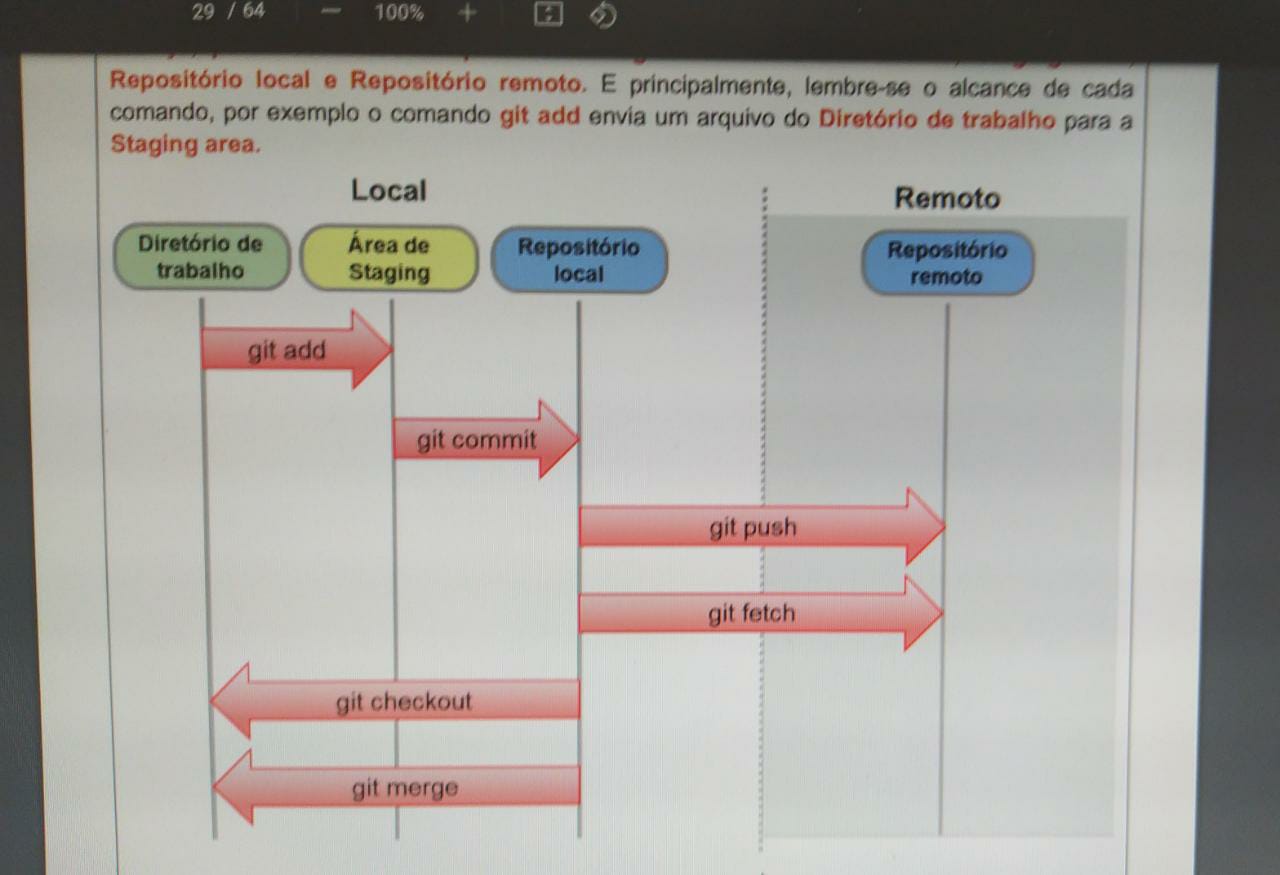 29 / 64
100%
Repositório local e Repositório remoto. E principalmente, lembre-se o alcance de cada
comando, por exemplo o comando git add envia um arquivo do Diretório de trabalho para a
Staging area.
Local
Remoto
Diretório de
trabalho
Área de
Staging
Repositório
local
Repositório
remoto
git add
git commit
git push
git fetch
git checkout
git merge